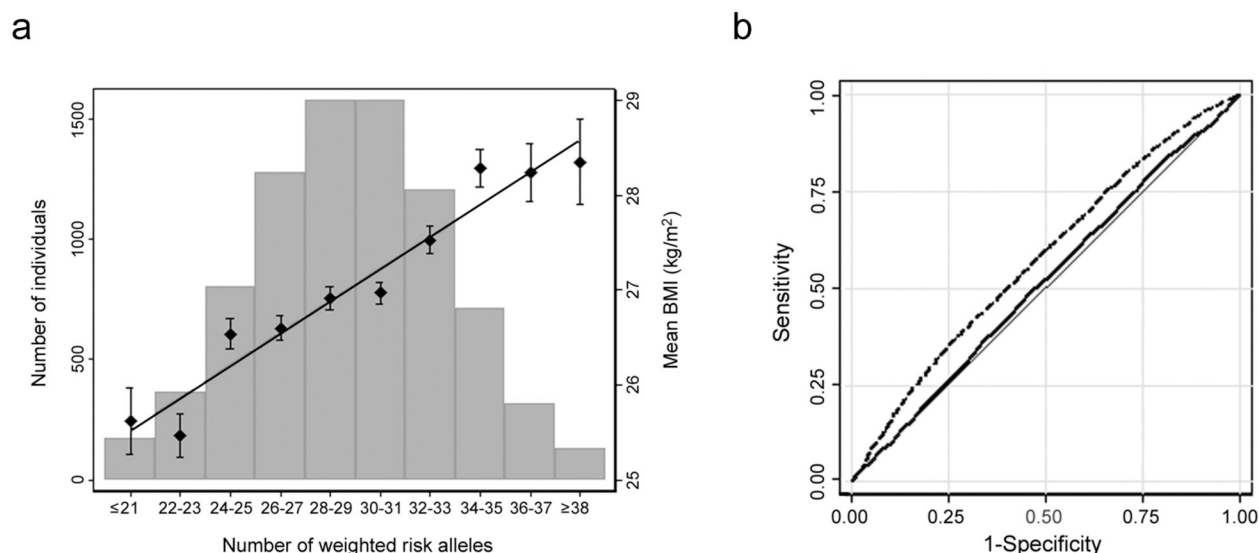 a
b
Number of individuals
1500
1000
500
0
29
28
27
26
25
Mean BMI (kg/m²)
≤21 22-23 24-25 26-27 28-29 30-31 32-33 34-35 36-37 ≥38
Number of weighted risk alleles
Sensitivity
1.00
0.75
0.50
0.25
0.00
0.00 0.25 0.50 0.75 1.00
1-Specificity